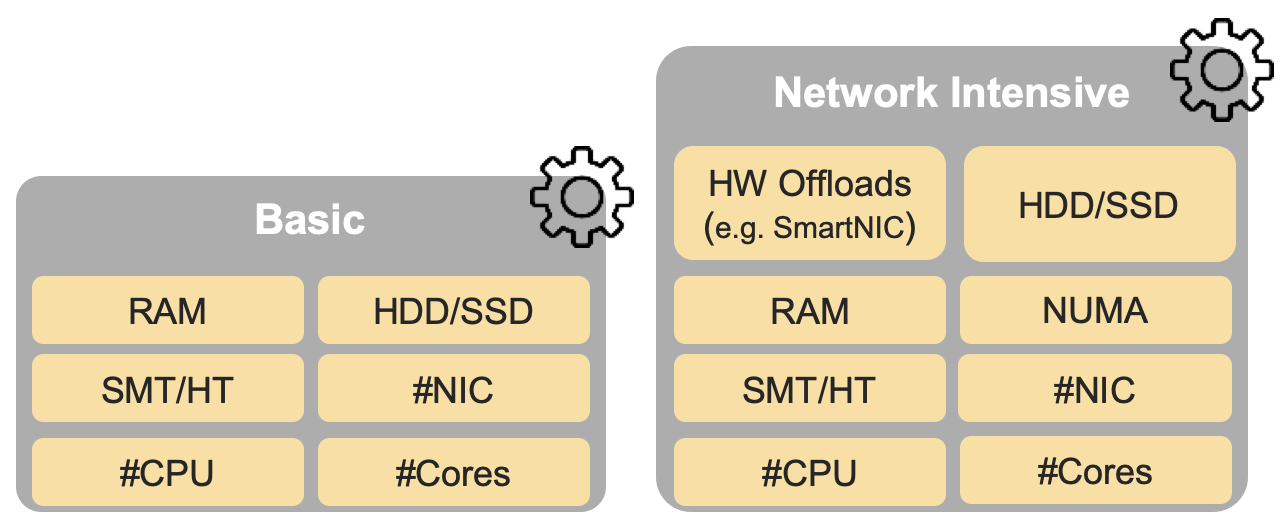 Basic
RAM
HDD/SSD
SMT/HT
#NIC
#CPU
#Cores
Network Intensive
HW Offloads
(e.g. SmartNIC)
HDD/SSD
RAM
NUMA
SMT/HT
#NIC
#CPU
#Cores